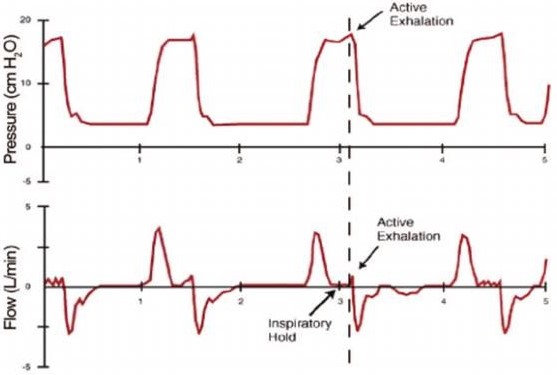 Active
Exhalation
Pressure (cm H2O)
20
10
0
-5
1
2
3
4
5
Active
Exhalation
Flow (L/min)
5
0
-5
1
2
3
4
5
Inspiratory
Hold